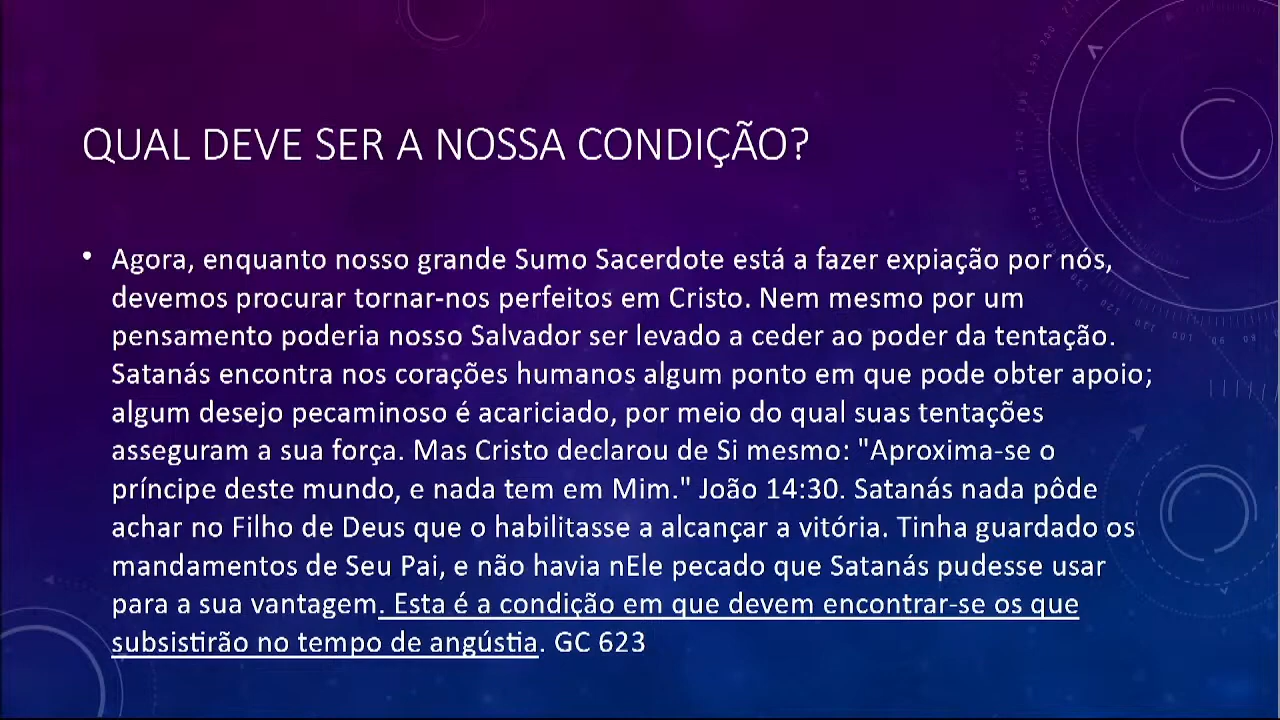 QUAL DEVE SER A NOSSA CONDIÇÃO?
• Agora, enquanto nosso grande Sumo Sacerdote está a fazer expiação por nós,
devemos procurar tornar-nos perfeitos em Cristo. Nem mesmo por um
pensamento poderia nosso Salvador ser levado a ceder ao poder da tentação.
Satanás encontra nos corações humanos algum ponto em que pode obter apoio;
algum desejo pecaminoso é acariciado, por meio do qual suas tentações
asseguram a sua força. Mas Cristo declarou de Si mesmo: "Aproxima-se o
príncipe deste mundo, e nada tem em Mim." João 14:30. Satanás nada pôde
achar no Filho de Deus que o habilitasse a alcançar a vitória. Tinha guardado os
mandamentos de Seu Pai, e não havia nEle pecado que Satanás pudesse usar
para a sua vantagem. Esta é a condição em que devem encontrar-se os que
subsistirão no tempo de angústia. GC 623